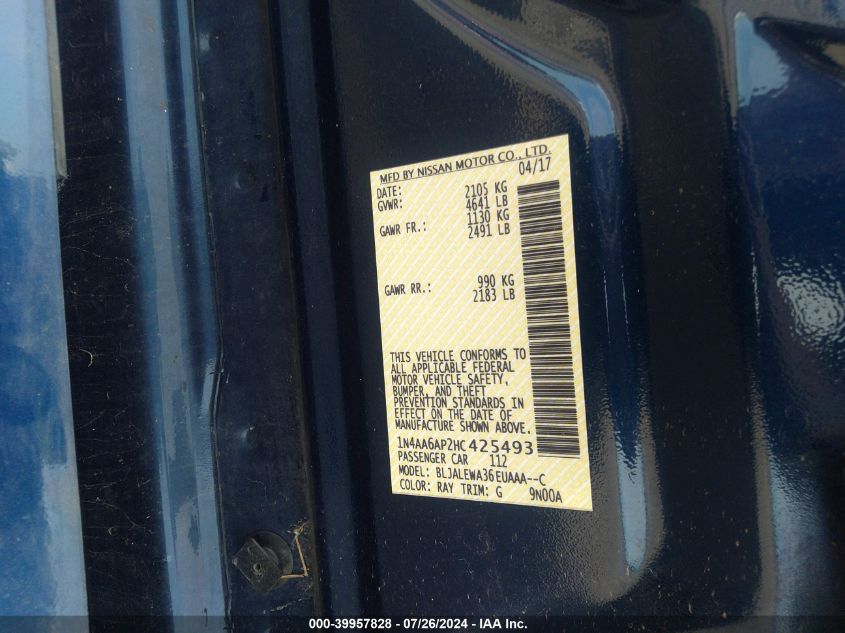 MFD BY NISSAN MOTOR CO., LTD.
DATE: 04/17
GVWR: 2105 KG
4641 LB
GAWR FR.: 1130 KG
2491 LB
GAWR RR.: 990 KG
2183 LB
THIS VEHICLE CONFORMS TO
ALL APPLICABLE FEDERAL
MOTOR VEHICLE SAFETY,
BUMPER, AND THEFT
PREVENTION STANDARDS IN
EFFECT ON THE DATE OF
MANUFACTURE SHOWN ABOVE.
1N4AA6AP2HC425493
PASSENGER CAR 112
MODEL: BLJALEWA36EUAAA--C
COLOR: RAY TRIM: G 9N00A
000-39957828 - 07/26/2024 - IAA Inc.